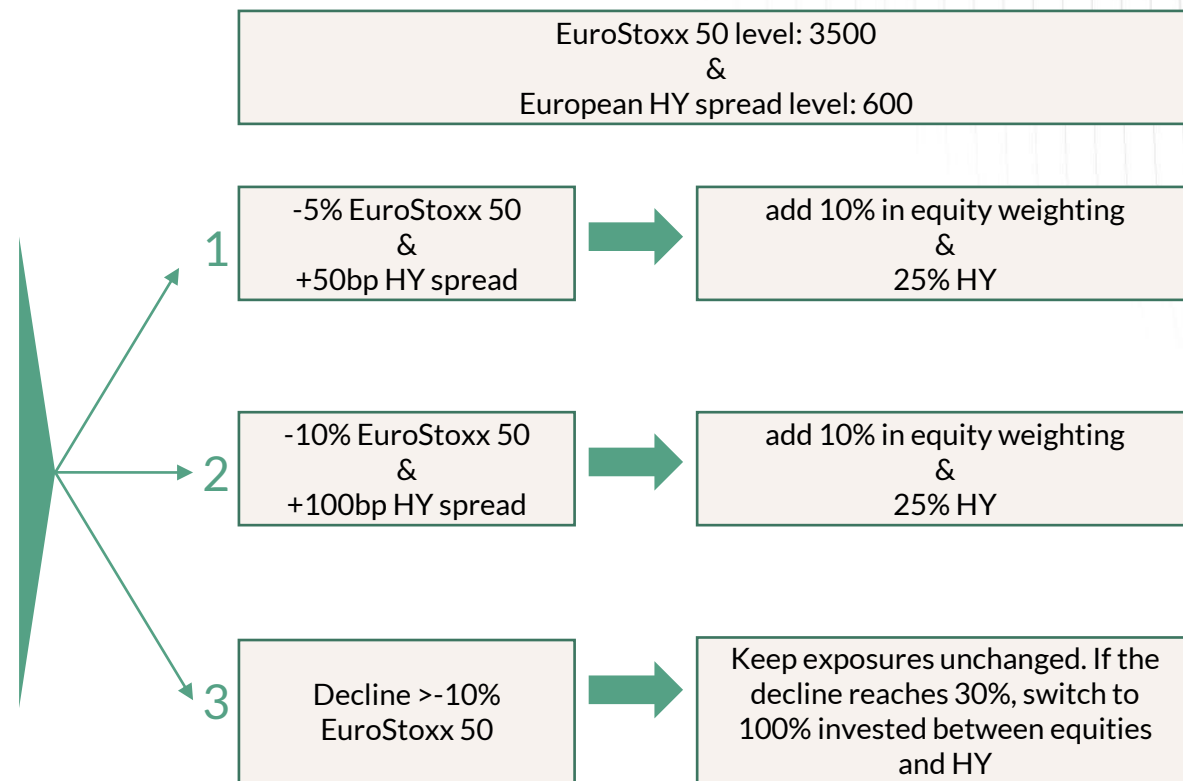 EuroStoxx 50 level: 3500
&
European HY spread level: 600
1
-5% EuroStoxx 50
&
+50bp HY spread
add 10% in equity weighting
&
25% HY
2
-10% EuroStoxx 50
&
+100bp HY spread
add 10% in equity weighting
&
25% HY
3
Decline >-10%
EuroStoxx 50
Keep exposures unchanged. If the
decline reaches 30%, switch to
100% invested between equities
and HY